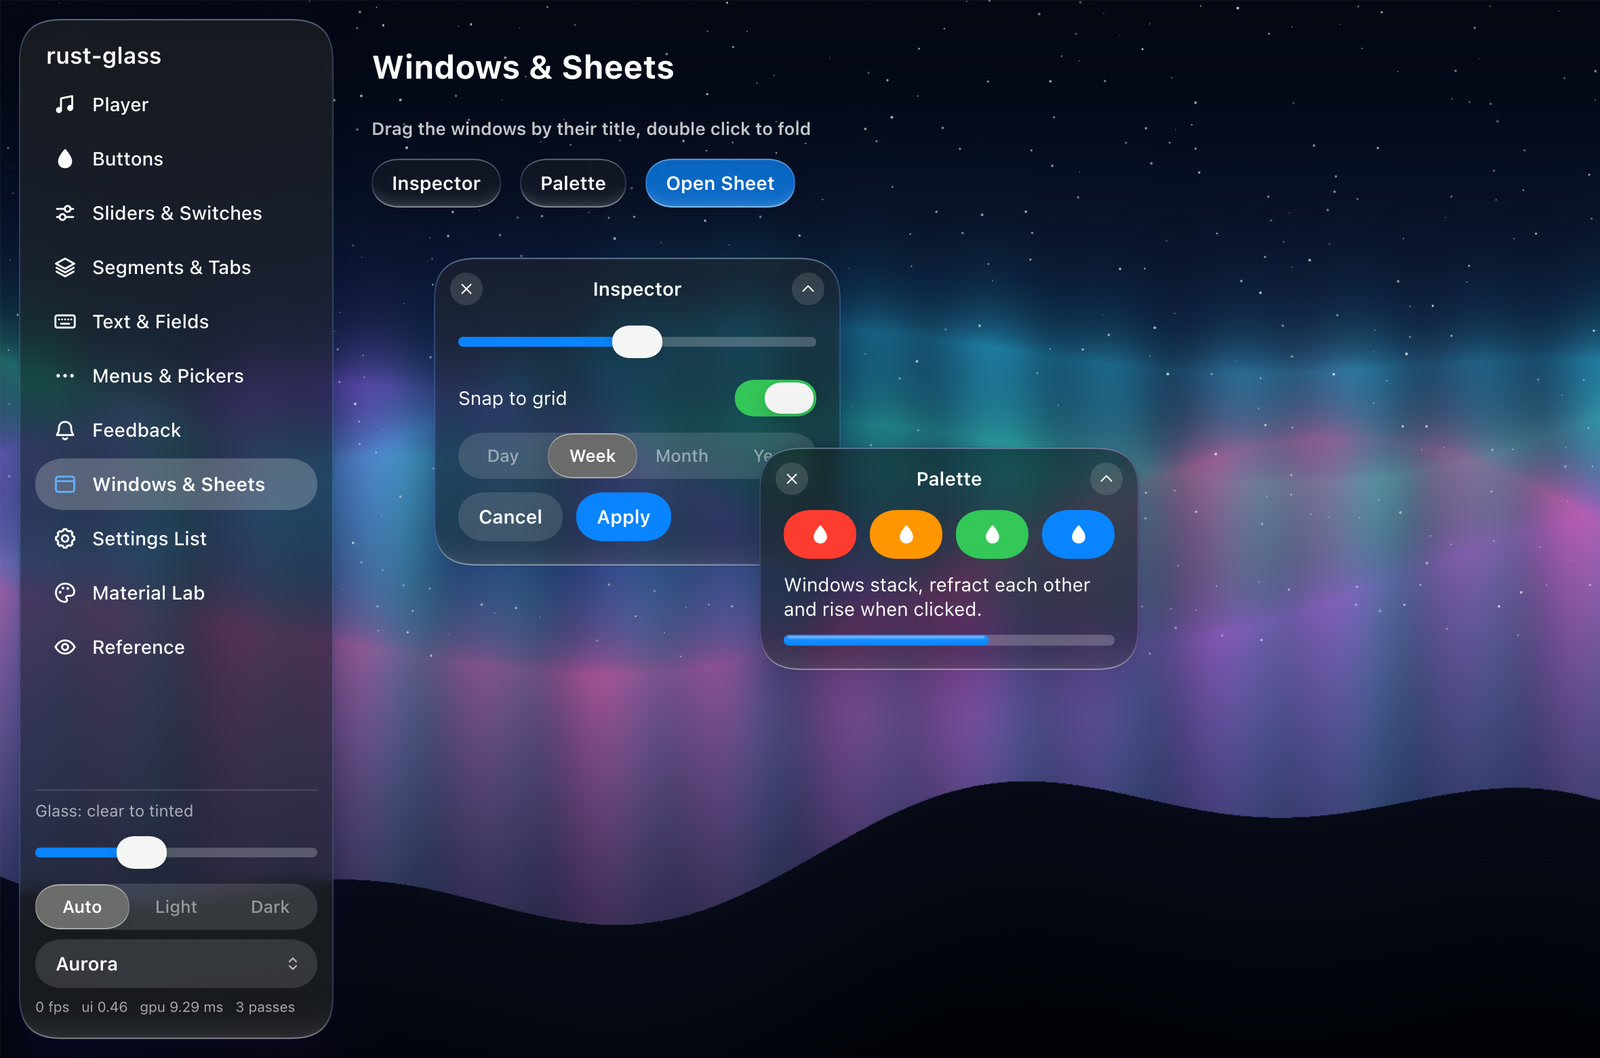 rust-glass
Player
Buttons
Sliders & Switches
Segments & Tabs
Text & Fields
Menus & Pickers
Feedback
Windows & Sheets
Settings List
Material Lab
Reference
Glass: clear to tinted
Auto Light Dark
Aurora
0 fps ui 0.46 gpu 9.29 ms 3 passes
Windows & Sheets
Drag the windows by their title, double click to fold
Inspector Palette Open Sheet
Inspector
Snap to grid
Day Week Month Ye
Cancel Apply
Palette
Windows stack, refract each other
and rise when clicked.